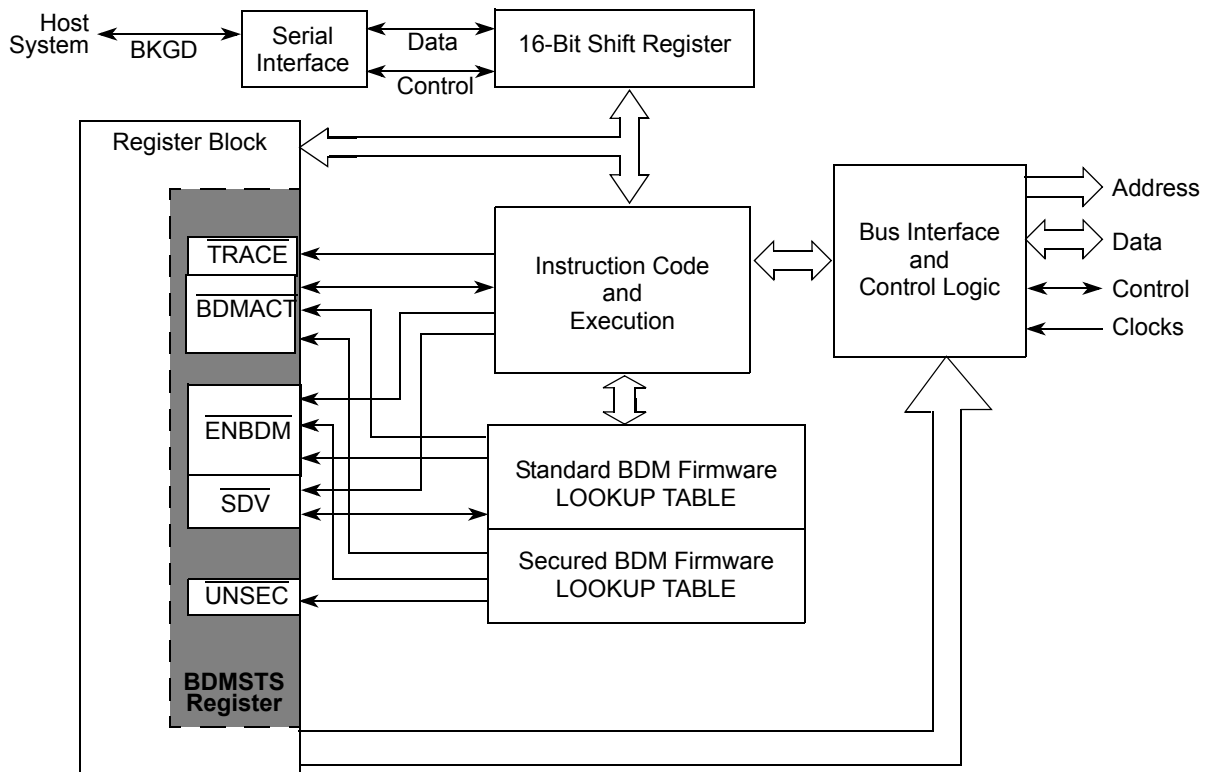 Host
System
BKGD
Serial
Interface
Data
Control
16-Bit Shift Register
Register Block
TRACE
BDMACT
ENBDM
SDV
UNSEC
BDMSTS
Register
Instruction Code
and
Execution
Standard BDM Firmware
LOOKUP TABLE
Secured BDM Firmware
LOOKUP TABLE
Bus Interface
and
Control Logic
Address
Data
Control
Clocks